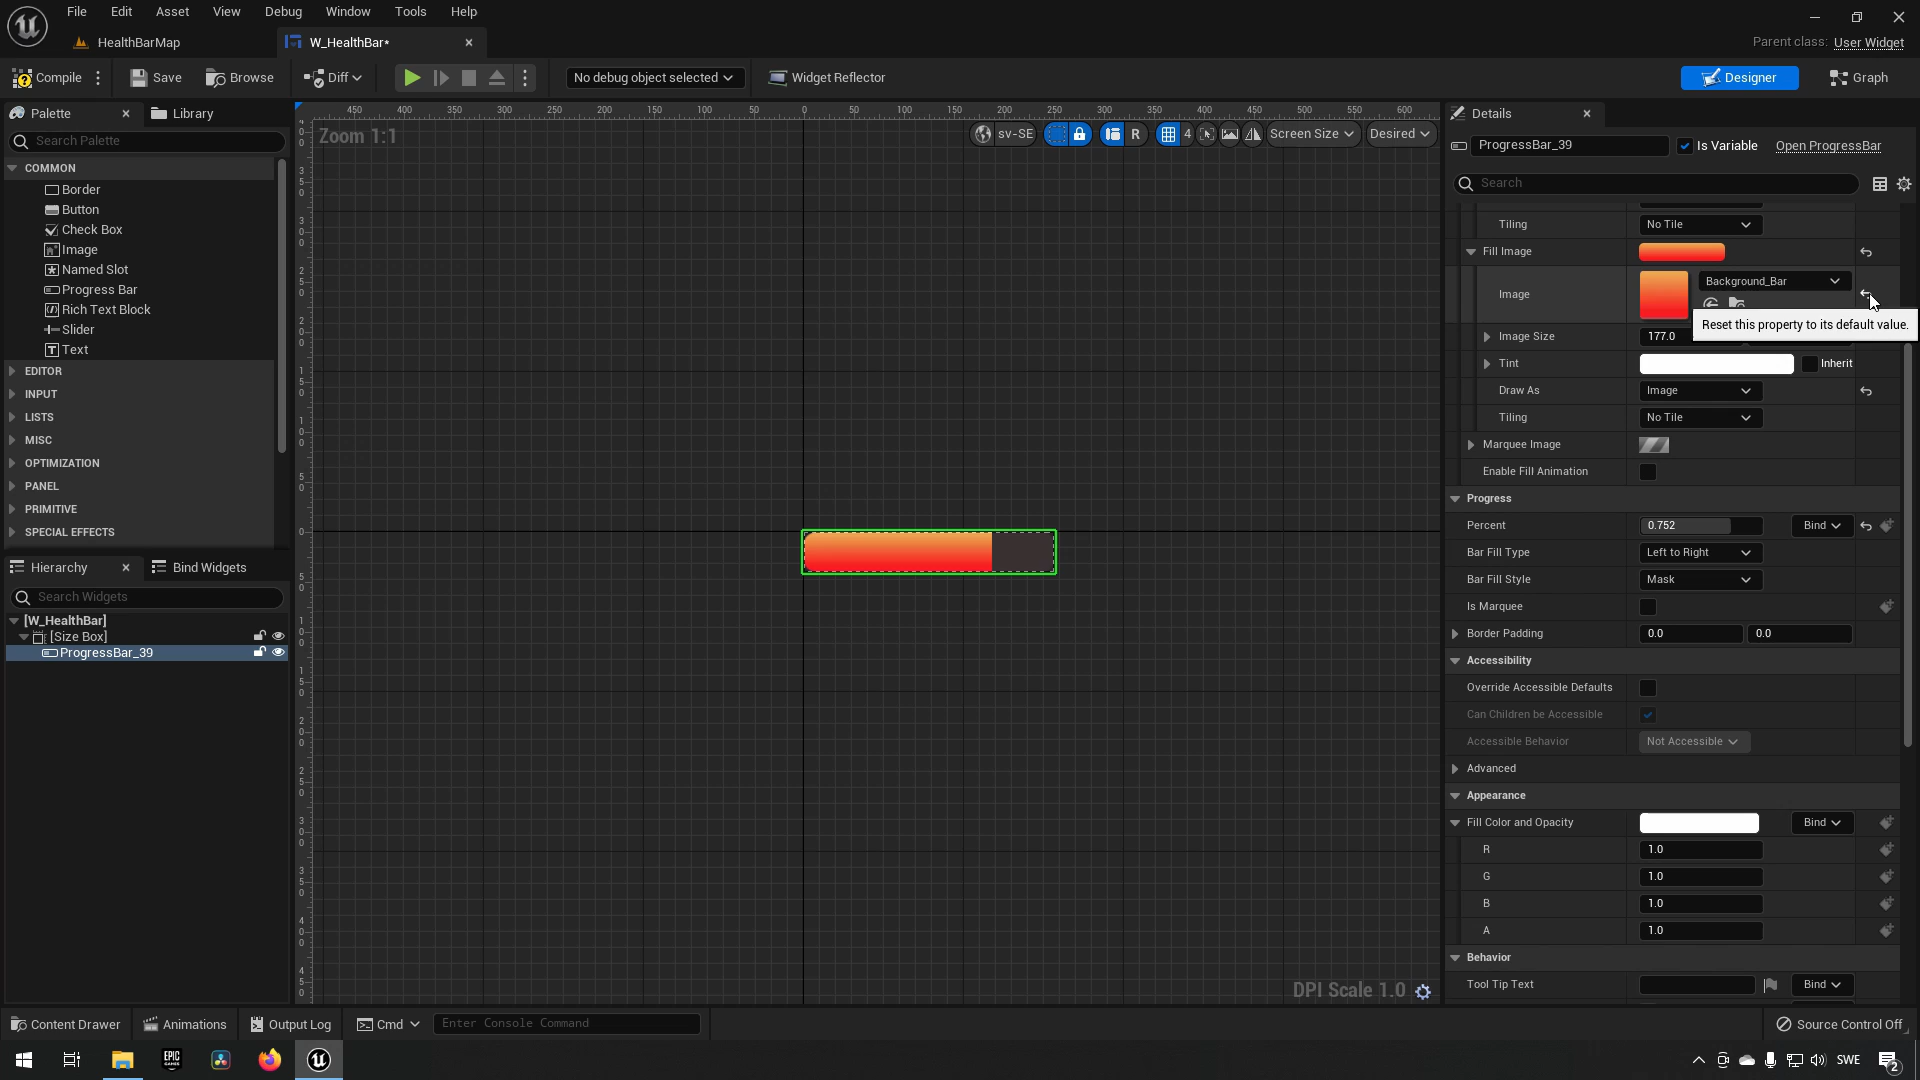 File Edit Asset View Debug Window Tools Help
HealthBarMap
W_HealthBar*
Parent class: User Widget
Compile
Save
Browse
Diff
No debug object selected
Widget Reflector
Designer
Graph
Palette
Library
Search Palette
COMMON
Border
Button
Check Box
Image
Named Slot
Progress Bar
Rich Text Block
Slider
Text
EDITOR
INPUT
LISTS
MISC
OPTIMIZATION
PANEL
PRIMITIVE
SPECIAL EFFECTS
Hierarchy
Bind Widgets
Search Widgets
[W_HealthBar]
[Size Box]
ProgressBar_39
450 400 350 300 250 200 150 100 50 0 50 100 150 200 250 300 350 400 450 500 550 600
Zoom 1:1
sv-SE
R
4
Screen Size
Desired
DPI Scale 1.0
Details
ProgressBar_39
Is Variable
Open ProgressBar
Search
Tiling No Tile
Fill Image
Image Background_Bar
Reset this property to its default value.
Image Size 177.0
Tint Inherit
Draw As Image
Tiling No Tile
Marquee Image
Enable Fill Animation
Progress
Percent 0.752 Bind
Bar Fill Type Left to Right
Bar Fill Style Mask
Is Marquee
Border Padding 0.0 0.0
Accessibility
Override Accessible Defaults
Can Children be Accessible
Accessible Behavior Not Accessible
Advanced
Appearance
Fill Color and Opacity Bind
R 1.0
G 1.0
B 1.0
A 1.0
Behavior
Tool Tip Text Bind
Content Drawer
Animations
Output Log
Cmd
Enter Console Command
Source Control Off
EPIC GAMES
SWE
2